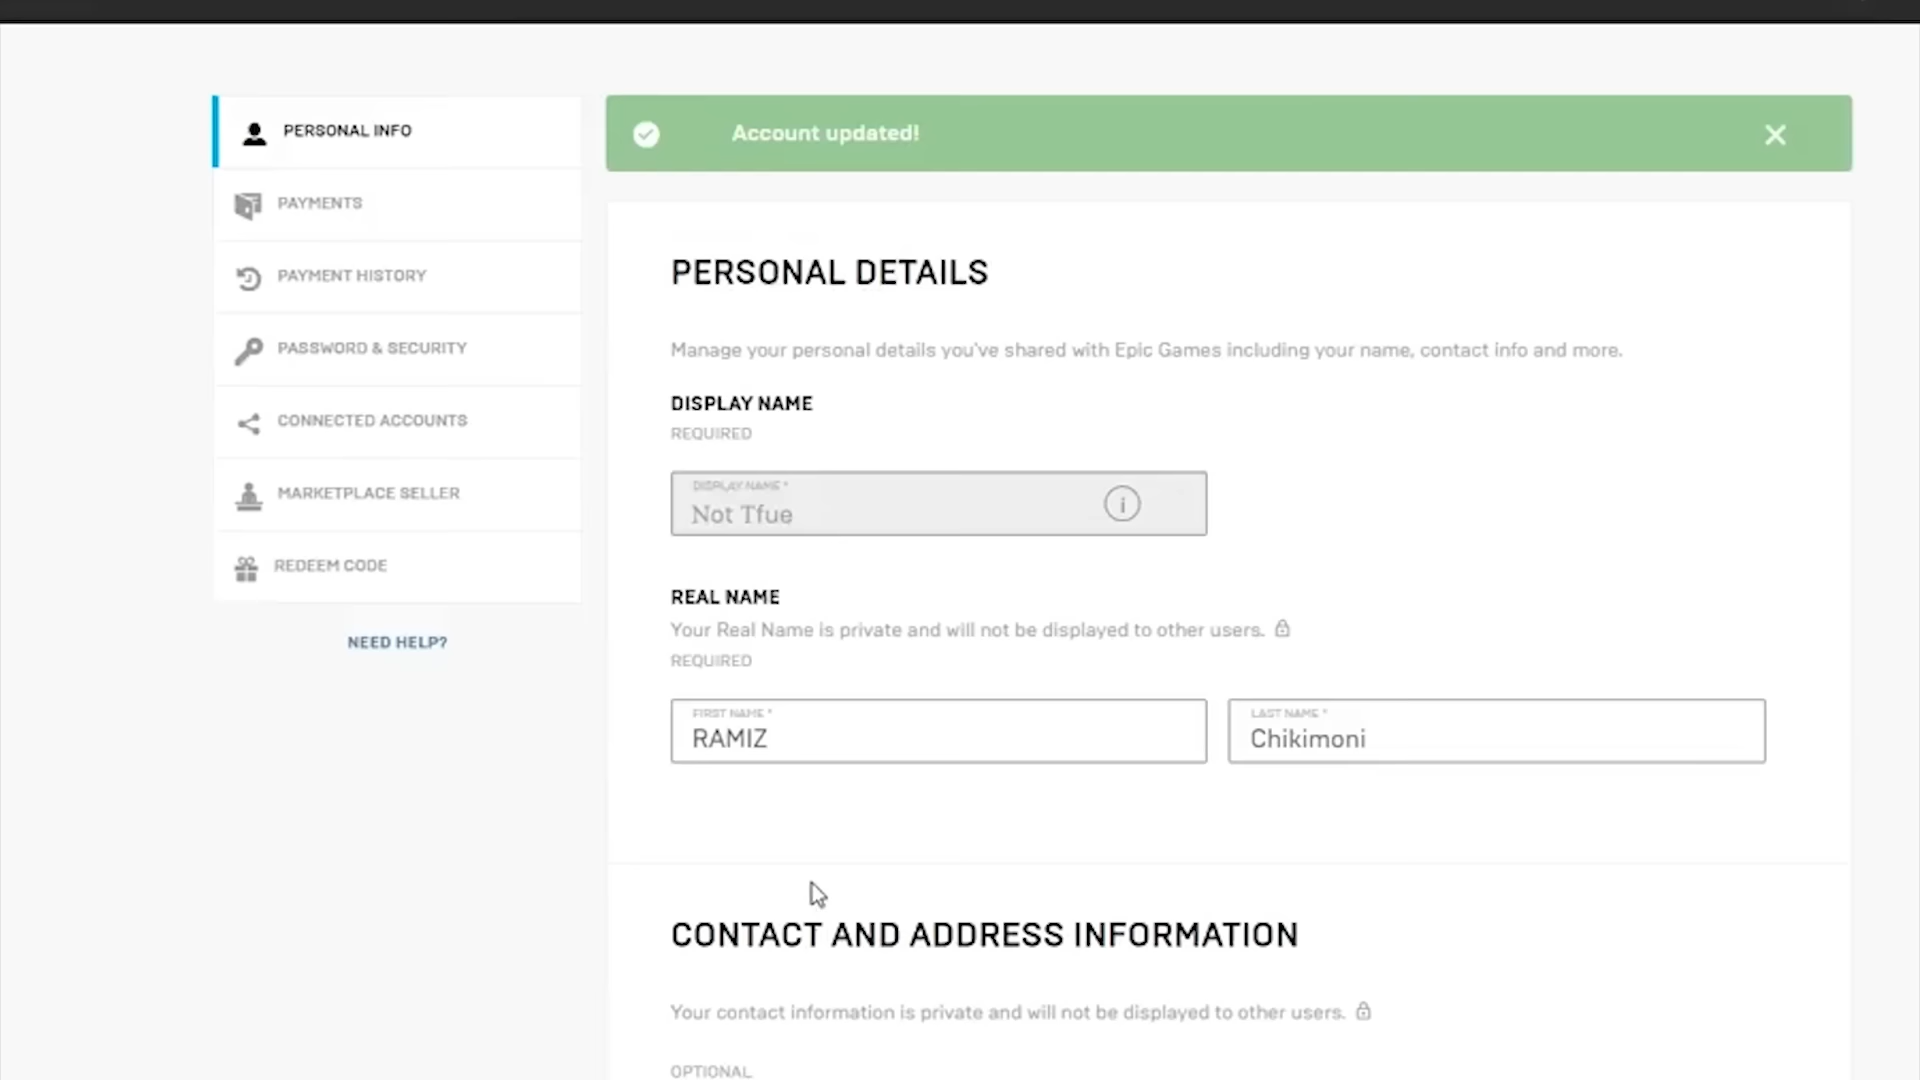 PERSONAL INFO
PAYMENTS
PAYMENT HISTORY
PASSWORD & SECURITY
CONNECTED ACCOUNTS
MARKETPLACE SELLER
REDEEM CODE
NEED HELP?
Account updated!
PERSONAL DETAILS
Manage your personal details you've shared with Epic Games including your name, contact info and more.
DISPLAY NAME
REQUIRED
DISPLAY NAME *
Not Tfue
REAL NAME
Your Real Name is private and will not be displayed to other users.
REQUIRED
FIRST NAME *
RAMIZ
LAST NAME *
Chikimoni
CONTACT AND ADDRESS INFORMATION
Your contact information is private and will not be displayed to other users.
OPTIONAL